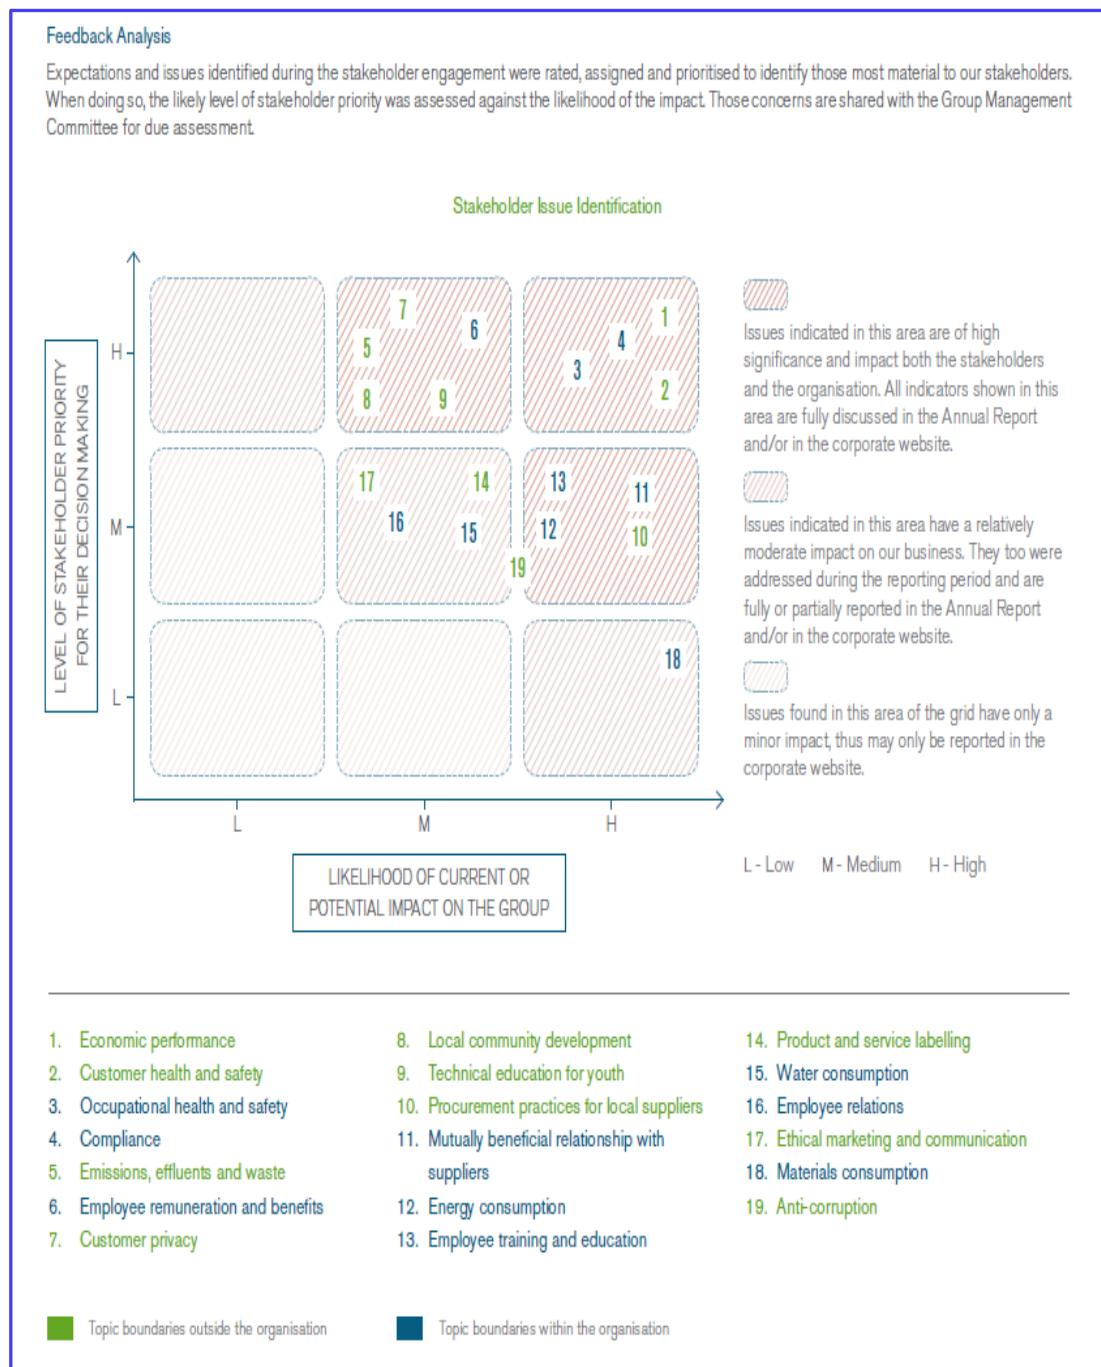 Feedback Analysis
Expectations and issues identified during the stakeholder engagement were rated, assigned and prioritised to identify those most material to our stakeholders.
When doing so, the likely level of stakeholder priority was assessed against the likelihood of the impact. Those concerns are shared with the Group Management
Committee for due assessment.
Stakeholder Issue Identification
LEVEL OF STAKEHOLDER PRIORITY
FOR THEIR DECISION MAKING
H
M
L
7
6
5
8
9
1
4
3
2
17
14
16
15
19
13
11
12
10
18
L
M
H
LIKELIHOOD OF CURRENT OR
POTENTIAL IMPACT ON THE GROUP
Issues indicated in this area are of high
significance and impact both the stakeholders
and the organisation. All indicators shown in this
area are fully discussed in the Annual Report
and/or in the corporate website.
Issues indicated in this area have a relatively
moderate impact on our business. They too were
addressed during the reporting period and are
fully or partially reported in the Annual Report
and/or in the corporate website.
Issues found in this area of the grid have only a
minor impact, thus may only be reported in the
corporate website.
L - Low M - Medium H - High
1. Economic performance
2. Customer health and safety
3. Occupational health and safety
4. Compliance
5. Emissions, effluents and waste
6. Employee remuneration and benefits
7. Customer privacy
8. Local community development
9. Technical education for youth
10. Procurement practices for local suppliers
11. Mutually beneficial relationship with
suppliers
12. Energy consumption
13. Employee training and education
14. Product and service labelling
15. Water consumption
16. Employee relations
17. Ethical marketing and communication
18. Materials consumption
19. Anti-corruption
Topic boundaries outside the organisation
Topic boundaries within the organisation